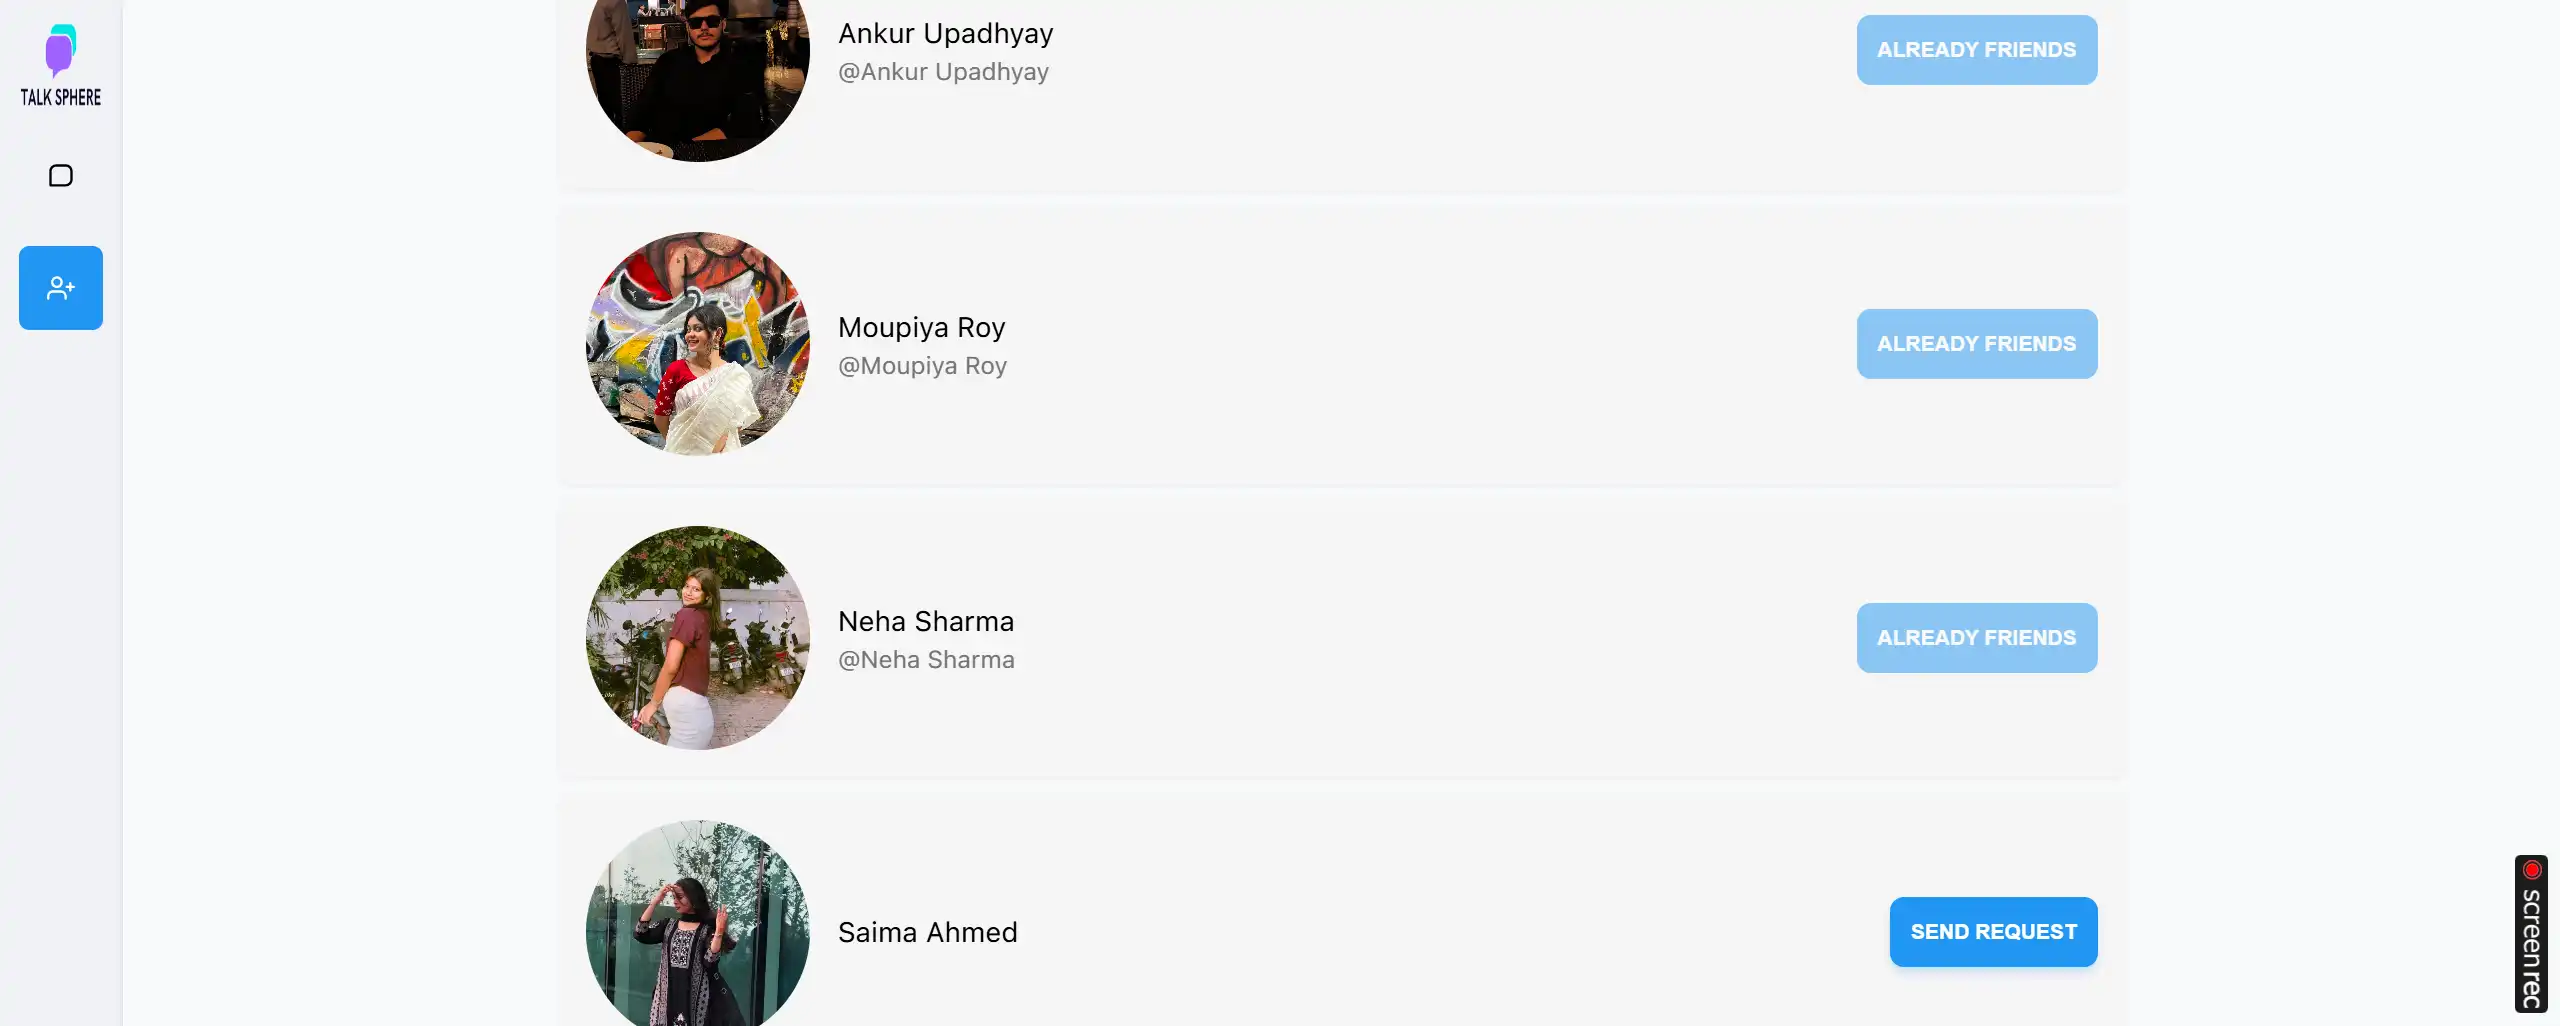 TALK SPHERE
Ankur Upadhyay
@Ankur Upadhyay
ALREADY FRIENDS
Moupiya Roy
@Moupiya Roy
ALREADY FRIENDS
Neha Sharma
@Neha Sharma
ALREADY FRIENDS
Saima Ahmed
SEND REQUEST
screenrec